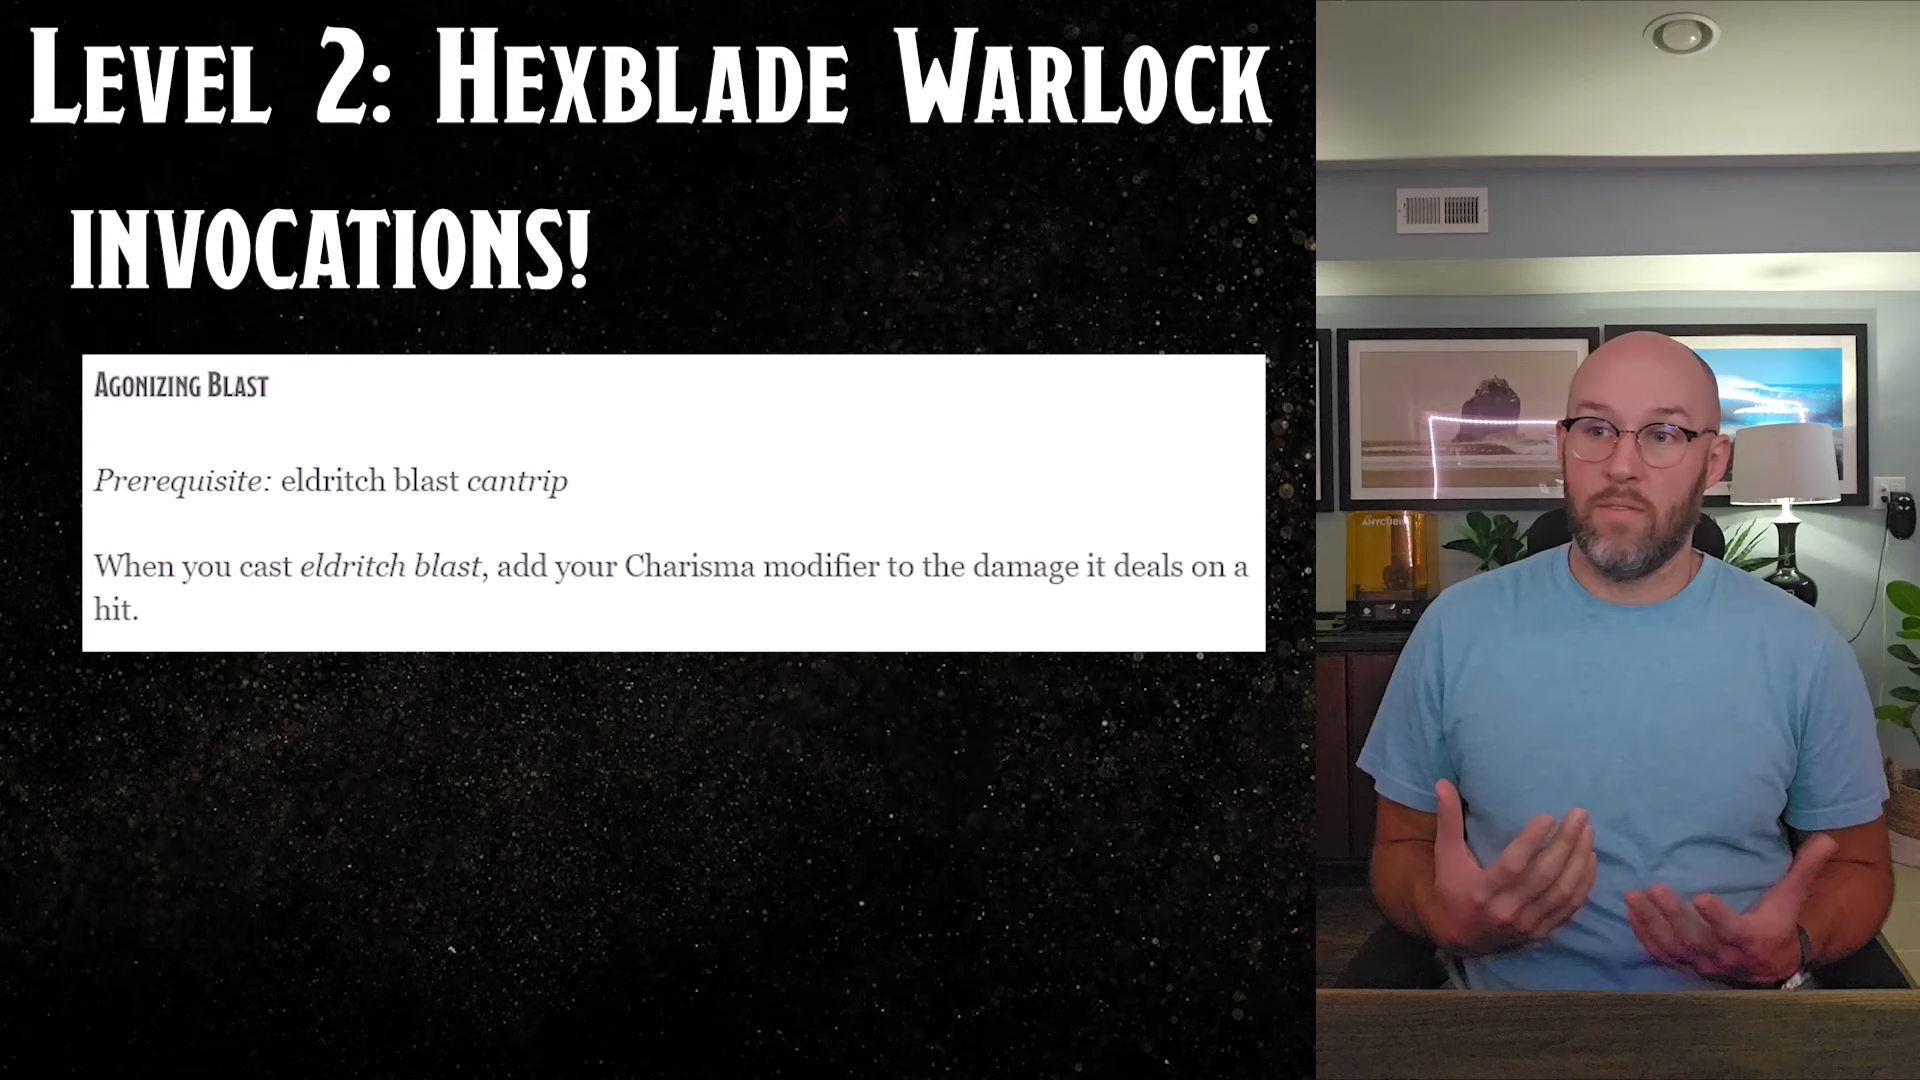 LEVEL 2: HEXBLADE WARLOCK
INVOCATIONS!
AGONIZING BLAST
Prerequisite: eldritch blast cantrip
When you cast eldritch blast, add your Charisma modifier to the damage it deals on a
hit.
ANYCUBIC